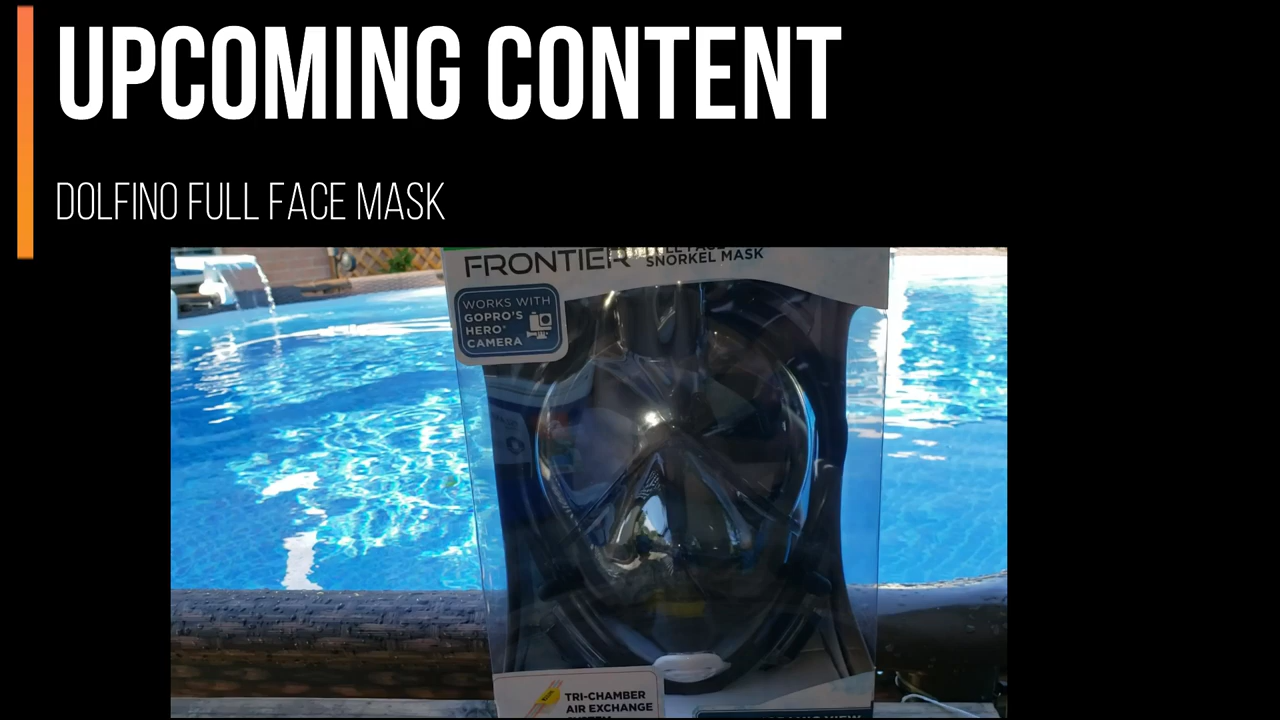 UPCOMING CONTENT
DOLFINO FULL FACE MASK
FRONTIER
SNORKEL MASK
WORKS WITH
GOPRO'S
HERO®
CAMERA
TRI-CHAMBER
AIR EXCHANGE